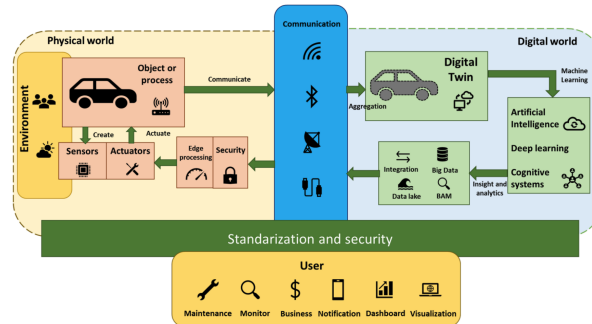 Communication
Physical world
Digital world
Environment
Object or
process
Communicate
Aggregation
Digital
Twin
Machine
Learning
Create
Actuate
Sensors
Actuators
Edge
processing
Security
Integration
Big Data
Data lake
BAM
Insight and
analytics
Artificial
Intelligence
Deep learning
Cognitive
systems
Standarization and security
User
Maintenance
Monitor
Business
Notification
Dashboard
Visualization